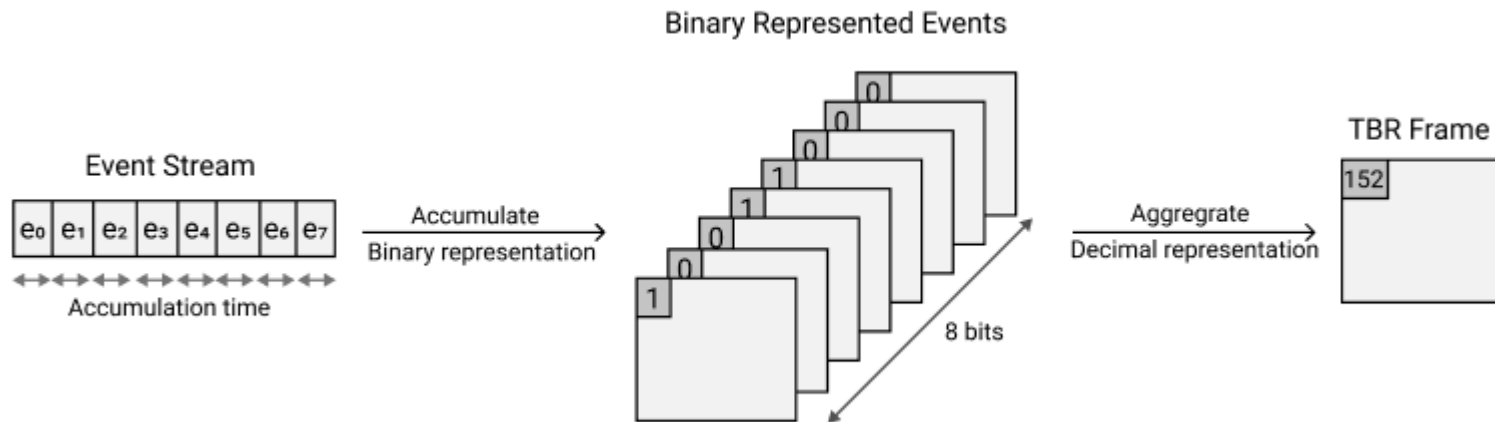 Binary Represented Events
Event Stream
e₀ e₁ e₂ e₃ e₄ e₅ e₆ e₇
Accumulation time
Accumulate
Binary representation
0
0
0
1
1
0
0
1
8 bits
Aggregrate
Decimal representation
TBR Frame
152